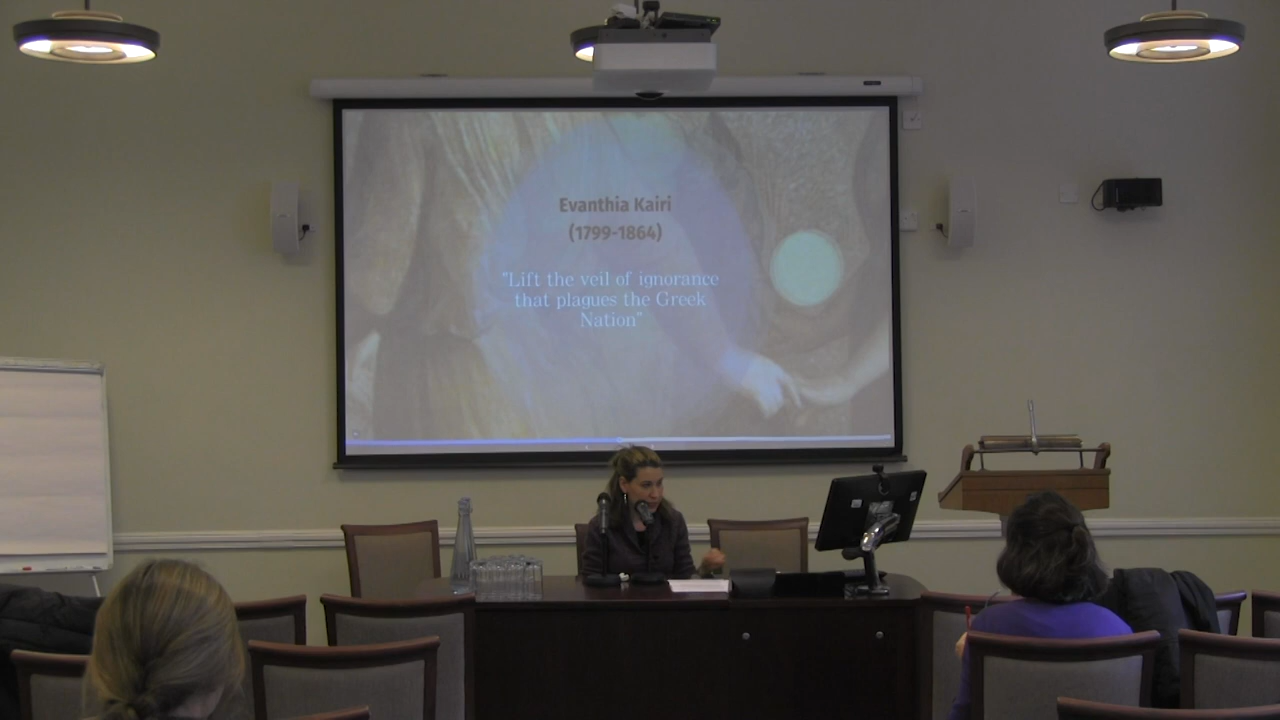 Evanthia Kairi
(1799-1864)
"Lift the veil of ignorance
that plagues the Greek
Nation"